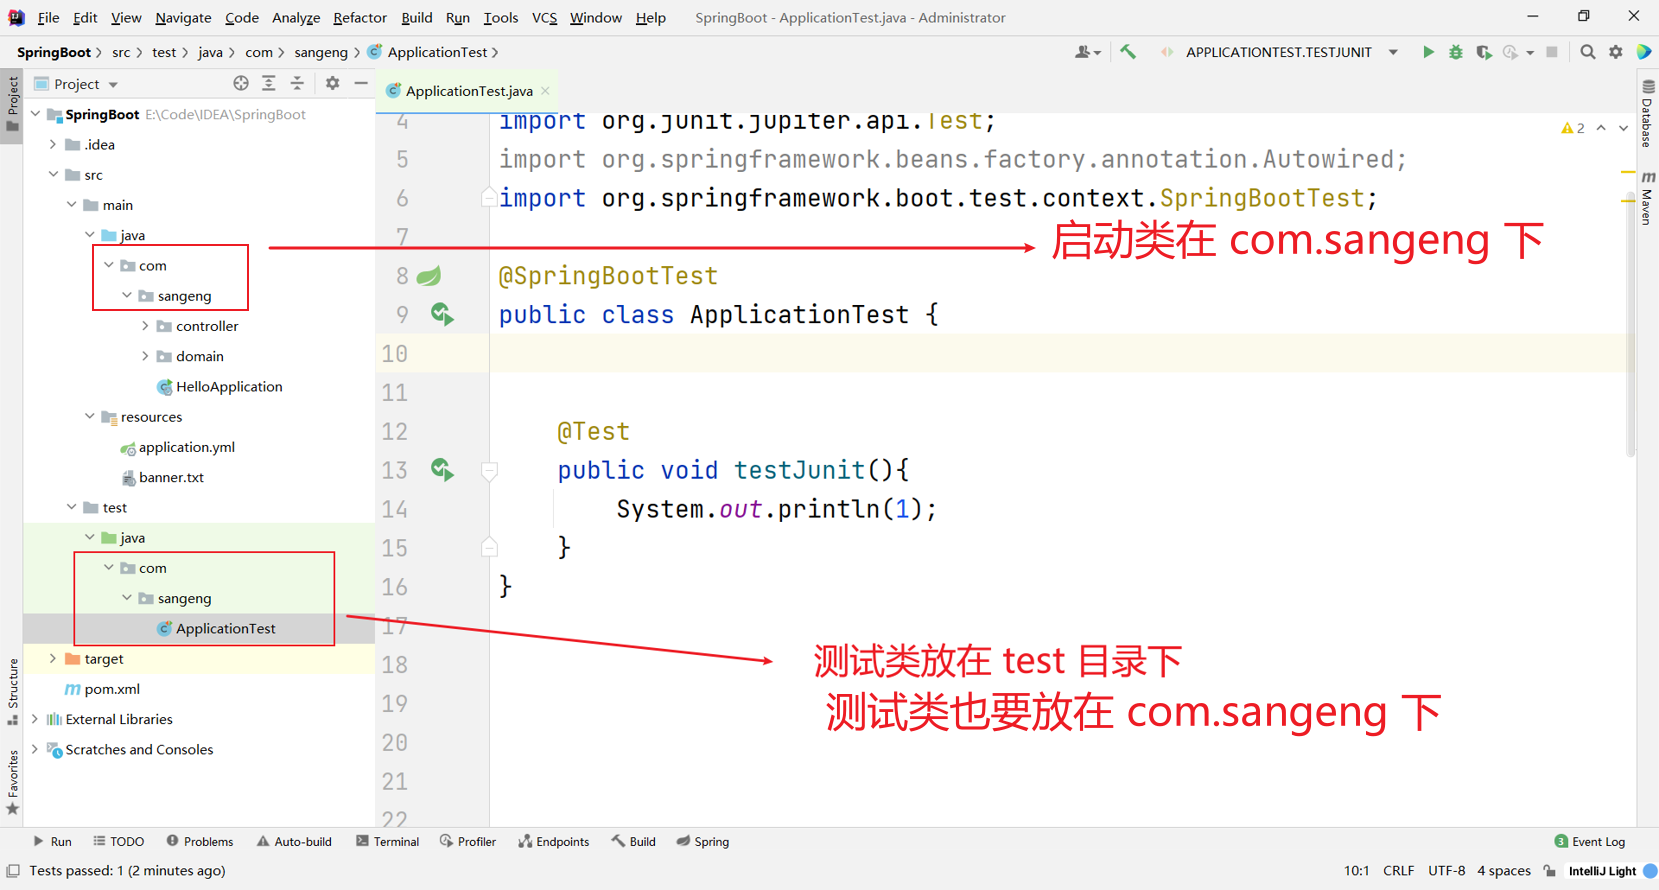 File Edit View Navigate Code Analyze Refactor Build Run Tools VCS Window Help SpringBoot - ApplicationTest.java - Administrator
SpringBoot src test java com sangeng ApplicationTest APPLICATIONTEST.TESTJUNIT
Project
Project
ApplicationTest.java
SpringBoot E:\Code\IDEA\SpringBoot
.idea
src
main
java
com
sangeng
controller
domain
HelloApplication
resources
application.yml
banner.txt
test
java
com
sangeng
ApplicationTest
target
pom.xml
External Libraries
Scratches and Consoles
Structure
Favorites
4 import org.junit.jupiter.api.Test;
5 import org.springframework.beans.factory.annotation.Autowired;
6 import org.springframework.boot.test.context.SpringBootTest;
7
8 @SpringBootTest
9 public class ApplicationTest {
10
11
12 @Test
13 public void testJunit(){
14 System.out.println(1);
15 }
16 }
17
18
19
20
21
22
2
Database
Maven
启动类在 com.sangeng 下
测试类放在 test 目录下
测试类也要放在 com.sangeng 下
Run TODO Problems Auto-build Terminal Profiler Endpoints Build Spring 3 Event Log
Tests passed: 1 (2 minutes ago) 10:1 CRLF UTF-8 4 spaces IntelliJ Light